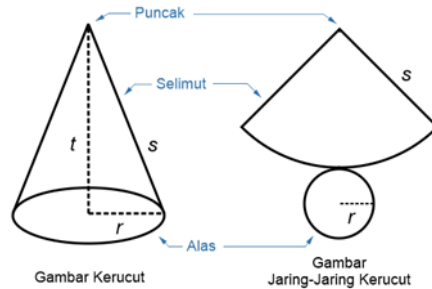 Puncak
Selimut
t
s
r
s
r
Alas
Gambar Kerucut
Gambar
Jaring-Jaring Kerucut